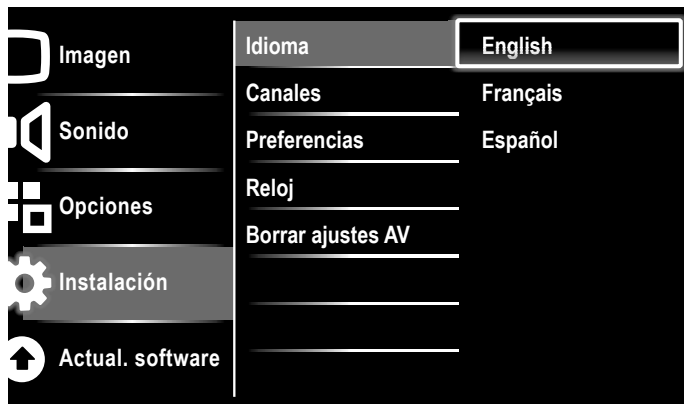 Imagen
Sonido
Opciones
Instalación
Actual. software
Idioma
Canales
Preferencias
Reloj
Borrar ajustes AV
English
Français
Español